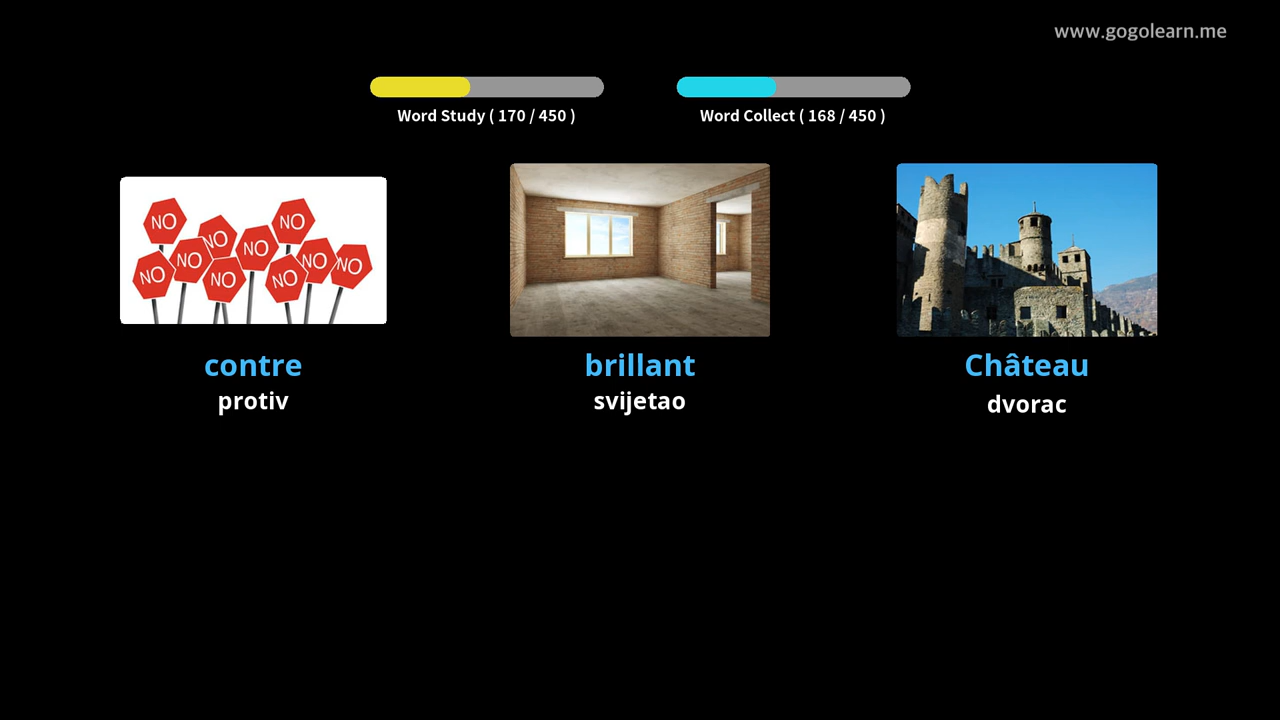 www.gogolearn.me
Word Study ( 170 / 450 )
Word Collect ( 168 / 450 )
NO
NO
NO
NO
NO
NO
NO
NO
NO
NO
contre
protiv
brillant
svijetao
Château
dvorac